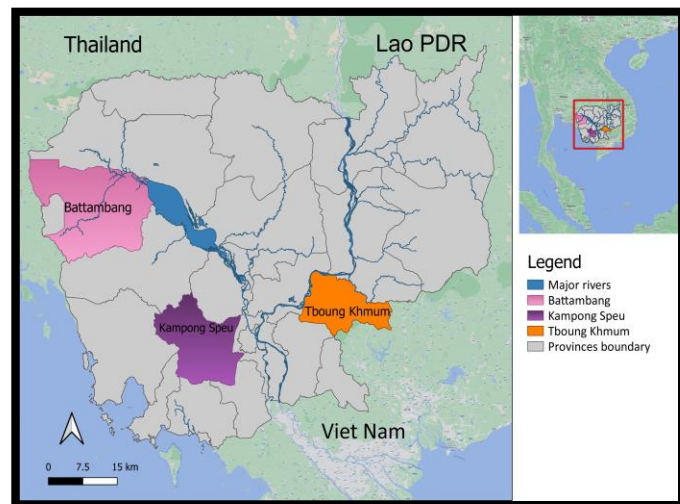 Thailand
Lao PDR
Battambang
Kampong Speu
Tboung Khmum
Viet Nam
0 7.5 15 km
Legend
Major rivers
Battambang
Kampong Speu
Tboung Khmum
Provinces boundary